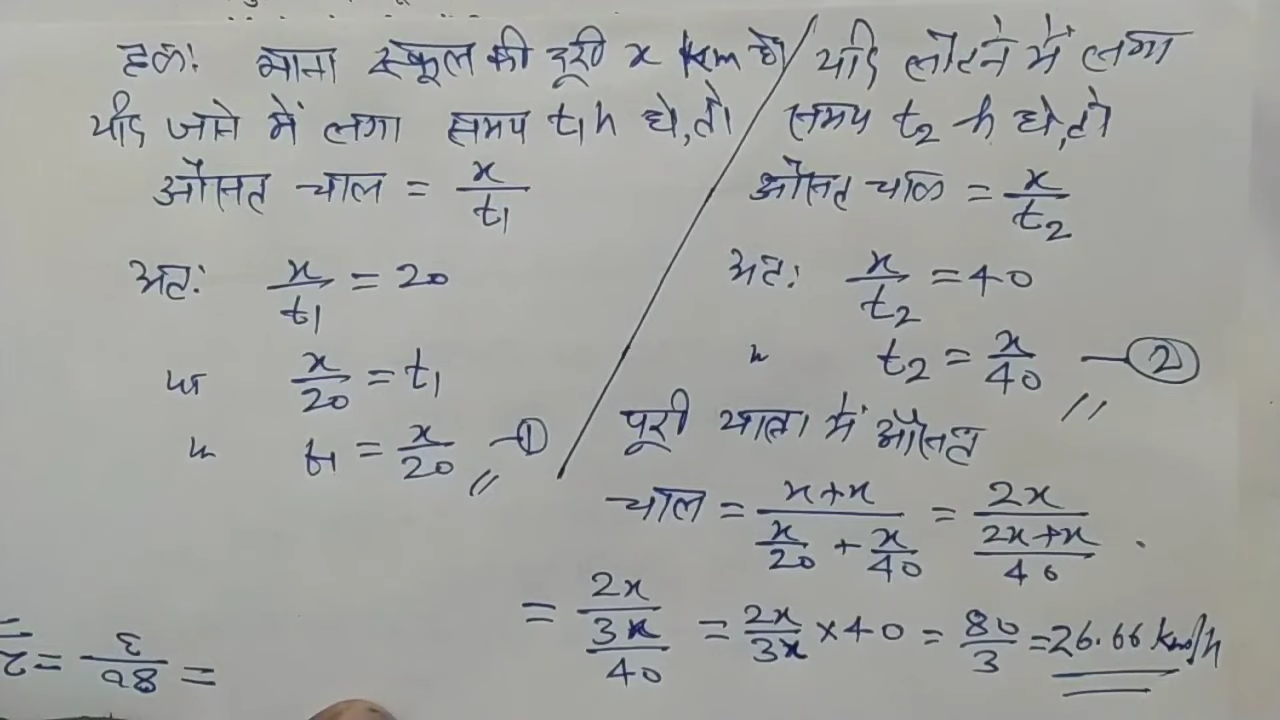 हल: माना स्कूल की दूरी x km है।
यदि जाने में लगा समय t₁ h है, तो
औसत चाल = x/t₁
अत: x/t₁ = 20
या x/20 = t₁
t₁ = x/20 —①
यदि लौटने में लगा
समय t₂ h है, तो
औसत चाल = x/t₂
अत: x/t₂ = 40
t₂ = x/40 —②
पूरी यात्रा में औसत
चाल = (x+x)/(x/20 + x/40) = 2x/((2x+x)/40)
= 2x/(3x/40) = 2x/3x × 40 = 80/3 = 26.66 km/h
= 80/3 =